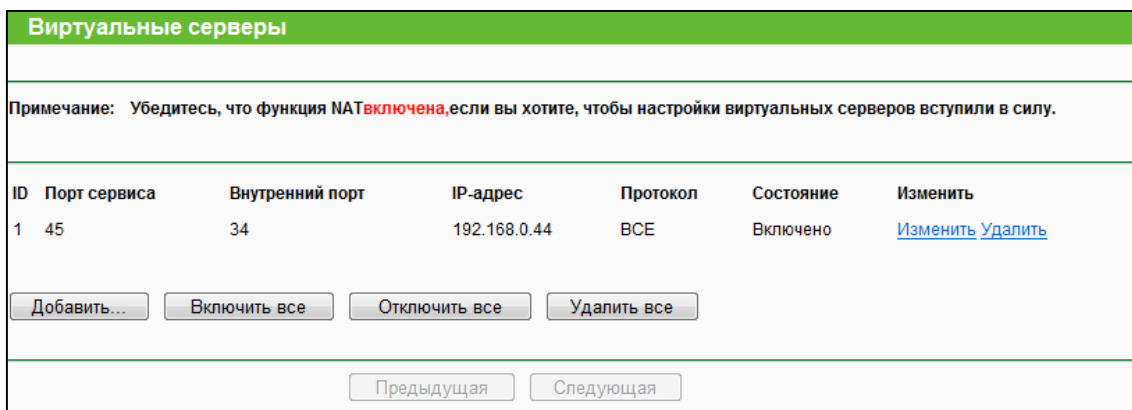 Виртуальные серверы
Примечание: Убедитесь, что функция NATвключена,если вы хотите, чтобы настройки виртуальных серверов вступили в силу.
ID Порт сервиса Внутренний порт IP-адрес Протокол Состояние Изменить
1 45 34 192.168.0.44 ВСЕ Включено Изменить Удалить
Добавить... Включить все Отключить все Удалить все
Предыдущая Следующая